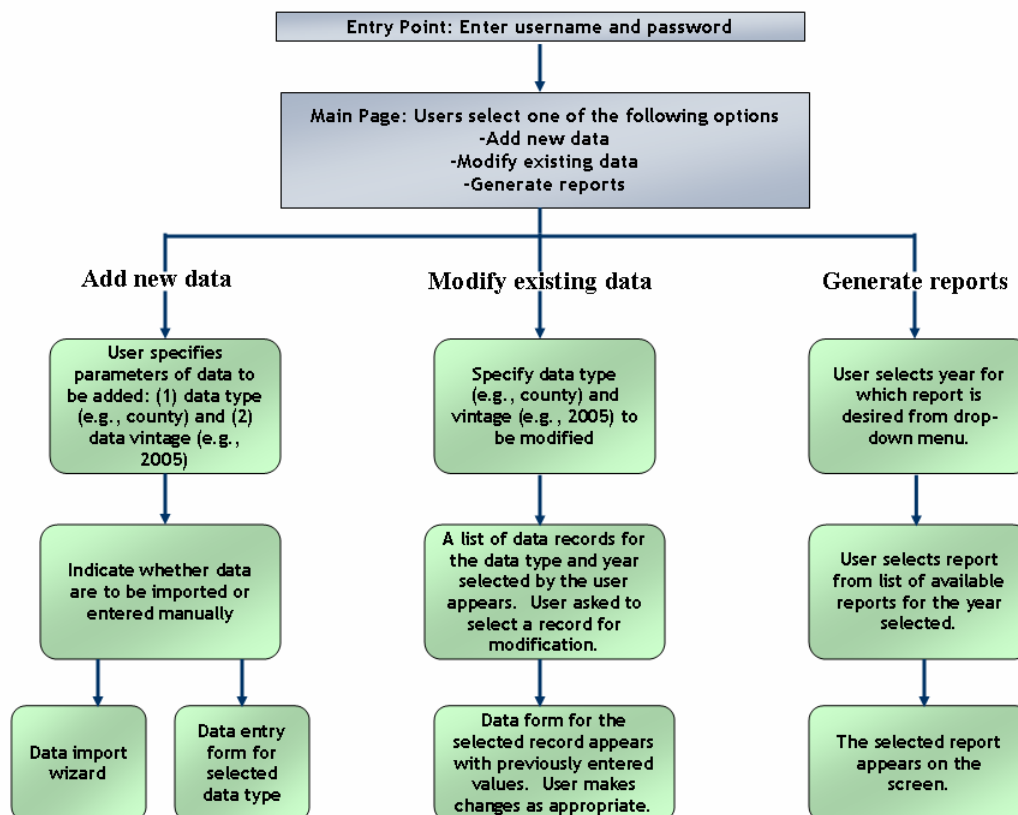 Entry Point: Enter username and password
Main Page: Users select one of the following options
-Add new data
-Modify existing data
-Generate reports
Add new data
Modify existing data
Generate reports
User specifies
parameters of data to
be added: (1) data type
(e.g., county) and (2)
data vintage (e.g.,
2005)
Specify data type
(e.g., county) and
vintage (e.g., 2005) to
be modified
User selects year for
which report is
desired from drop-
down menu.
Indicate whether data
are to be imported or
entered manually
A list of data records for
the data type and year
selected by the user
appears. User asked to
select a record for
modification.
User selects report
from list of available
reports for the year
selected.
Data import
wizard
Data entry
form for
selected
data type
Data form for the
selected record appears
with previously entered
values. User makes
changes as appropriate.
The selected report
appears on the
screen.